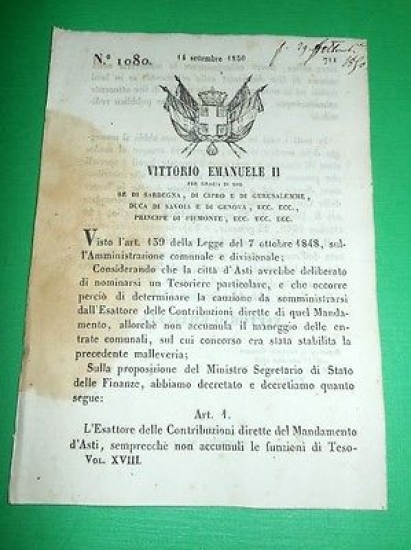 N.° 1080.
14 settembre 1850
711
1850
VITTORIO EMANUELE II
PER GRAZIA DI DIO
RE DI SARDEGNA, DI CIPRO E DI GERUSALEMME,
DUCA DI SAVOIA E DI GENOVA, ECC. ECC.,
PRINCIPE DI PIEMONTE, ECC. ECC. ECC.
Visto l'art. 139 della Legge del 7 ottobre 1848, sul-
l'Amministrazione comunale e divisionale;
Considerando che la città d'Asti avrebbe deliberato
di nominarsi un Tesoriere particolare, e che occorre
perciò di determinare la cauzione da somministrarsi
dall'Esattore delle Contribuzioni dirette di quel Manda-
mento, allorchè non accumula il maneggio delle en-
trate comunali, sul cui concorso era stata stabilita la
precedente malleveria;
Sulla proposizione del Ministro Segretario di Stato
delle Finanze, abbiamo decretato e decretiamo quanto
segue:
Art. 1.
L'Esattore delle Contribuzioni dirette del Mandamento
d'Asti, semprecchè non accumuli le funzioni di Teso-
VOL. XVIII.